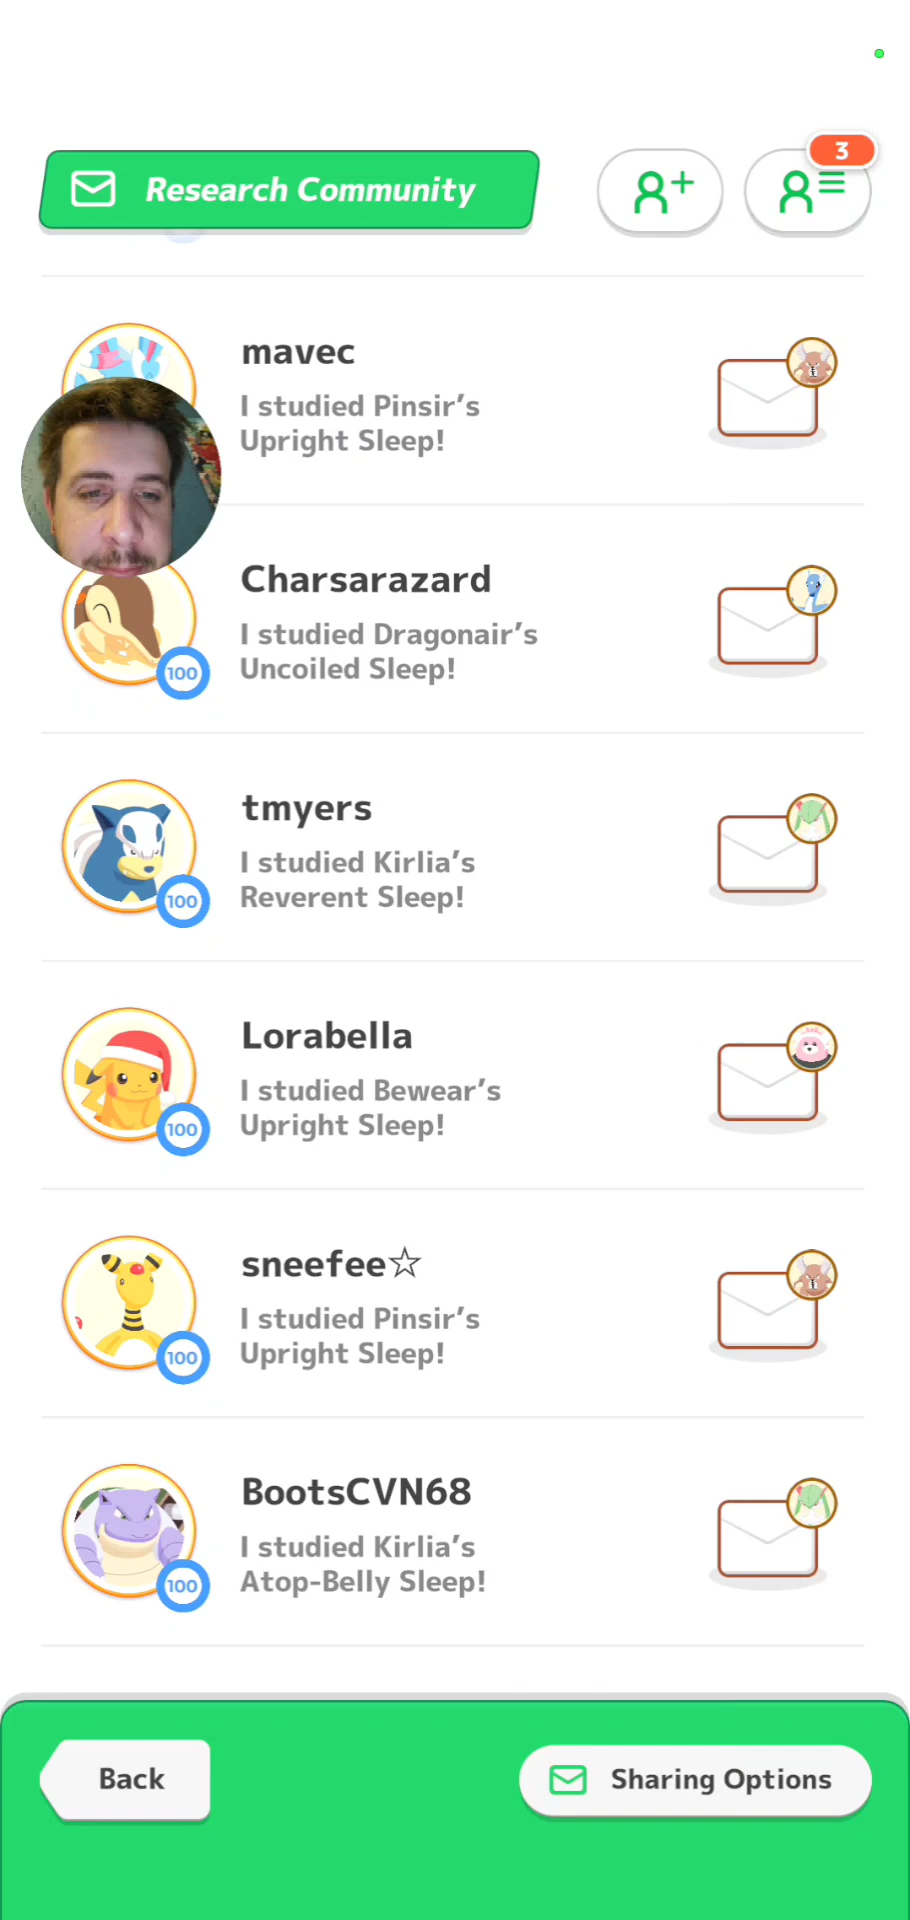 Research Community
3
mavec
I studied Pinsir's
Upright Sleep!
Charsarazard
I studied Dragonair's
Uncoiled Sleep!
100
tmyers
I studied Kirlia's
Reverent Sleep!
100
Lorabella
I studied Bewear's
Upright Sleep!
100
sneefee☆
I studied Pinsir's
Upright Sleep!
100
BootsCVN68
I studied Kirlia's
Atop-Belly Sleep!
100
Back
Sharing Options